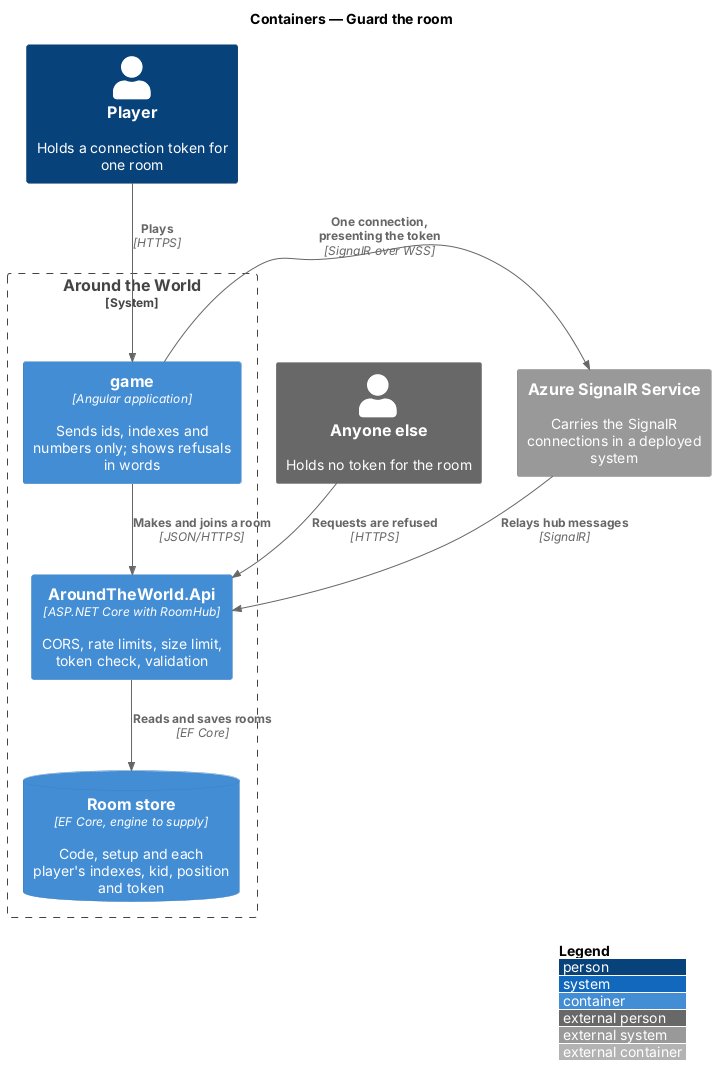 Containers — Guard the room
Player
Holds a connection token for
one room
Plays
[HTTPS]
One connection,
presenting the token
[SignalR over WSS]
Around the World
[System]
game
[Angular application]
Sends ids, indexes and
numbers only; shows refusals
in words
Anyone else
Holds no token for the room
Azure SignalR Service
Carries the SignalR
connections in a deployed
system
Makes and joins a room
[JSON/HTTPS]
Requests are refused
[HTTPS]
Relays hub messages
[SignalR]
AroundTheWorld.Api
[ASP.NET Core with RoomHub]
CORS, rate limits, size limit,
token check, validation
Reads and saves rooms
[EF Core]
Room store
[EF Core, engine to supply]
Code, setup and each
player's indexes, kid, position
and token
Legend
person
system
container
external person
external system
external container